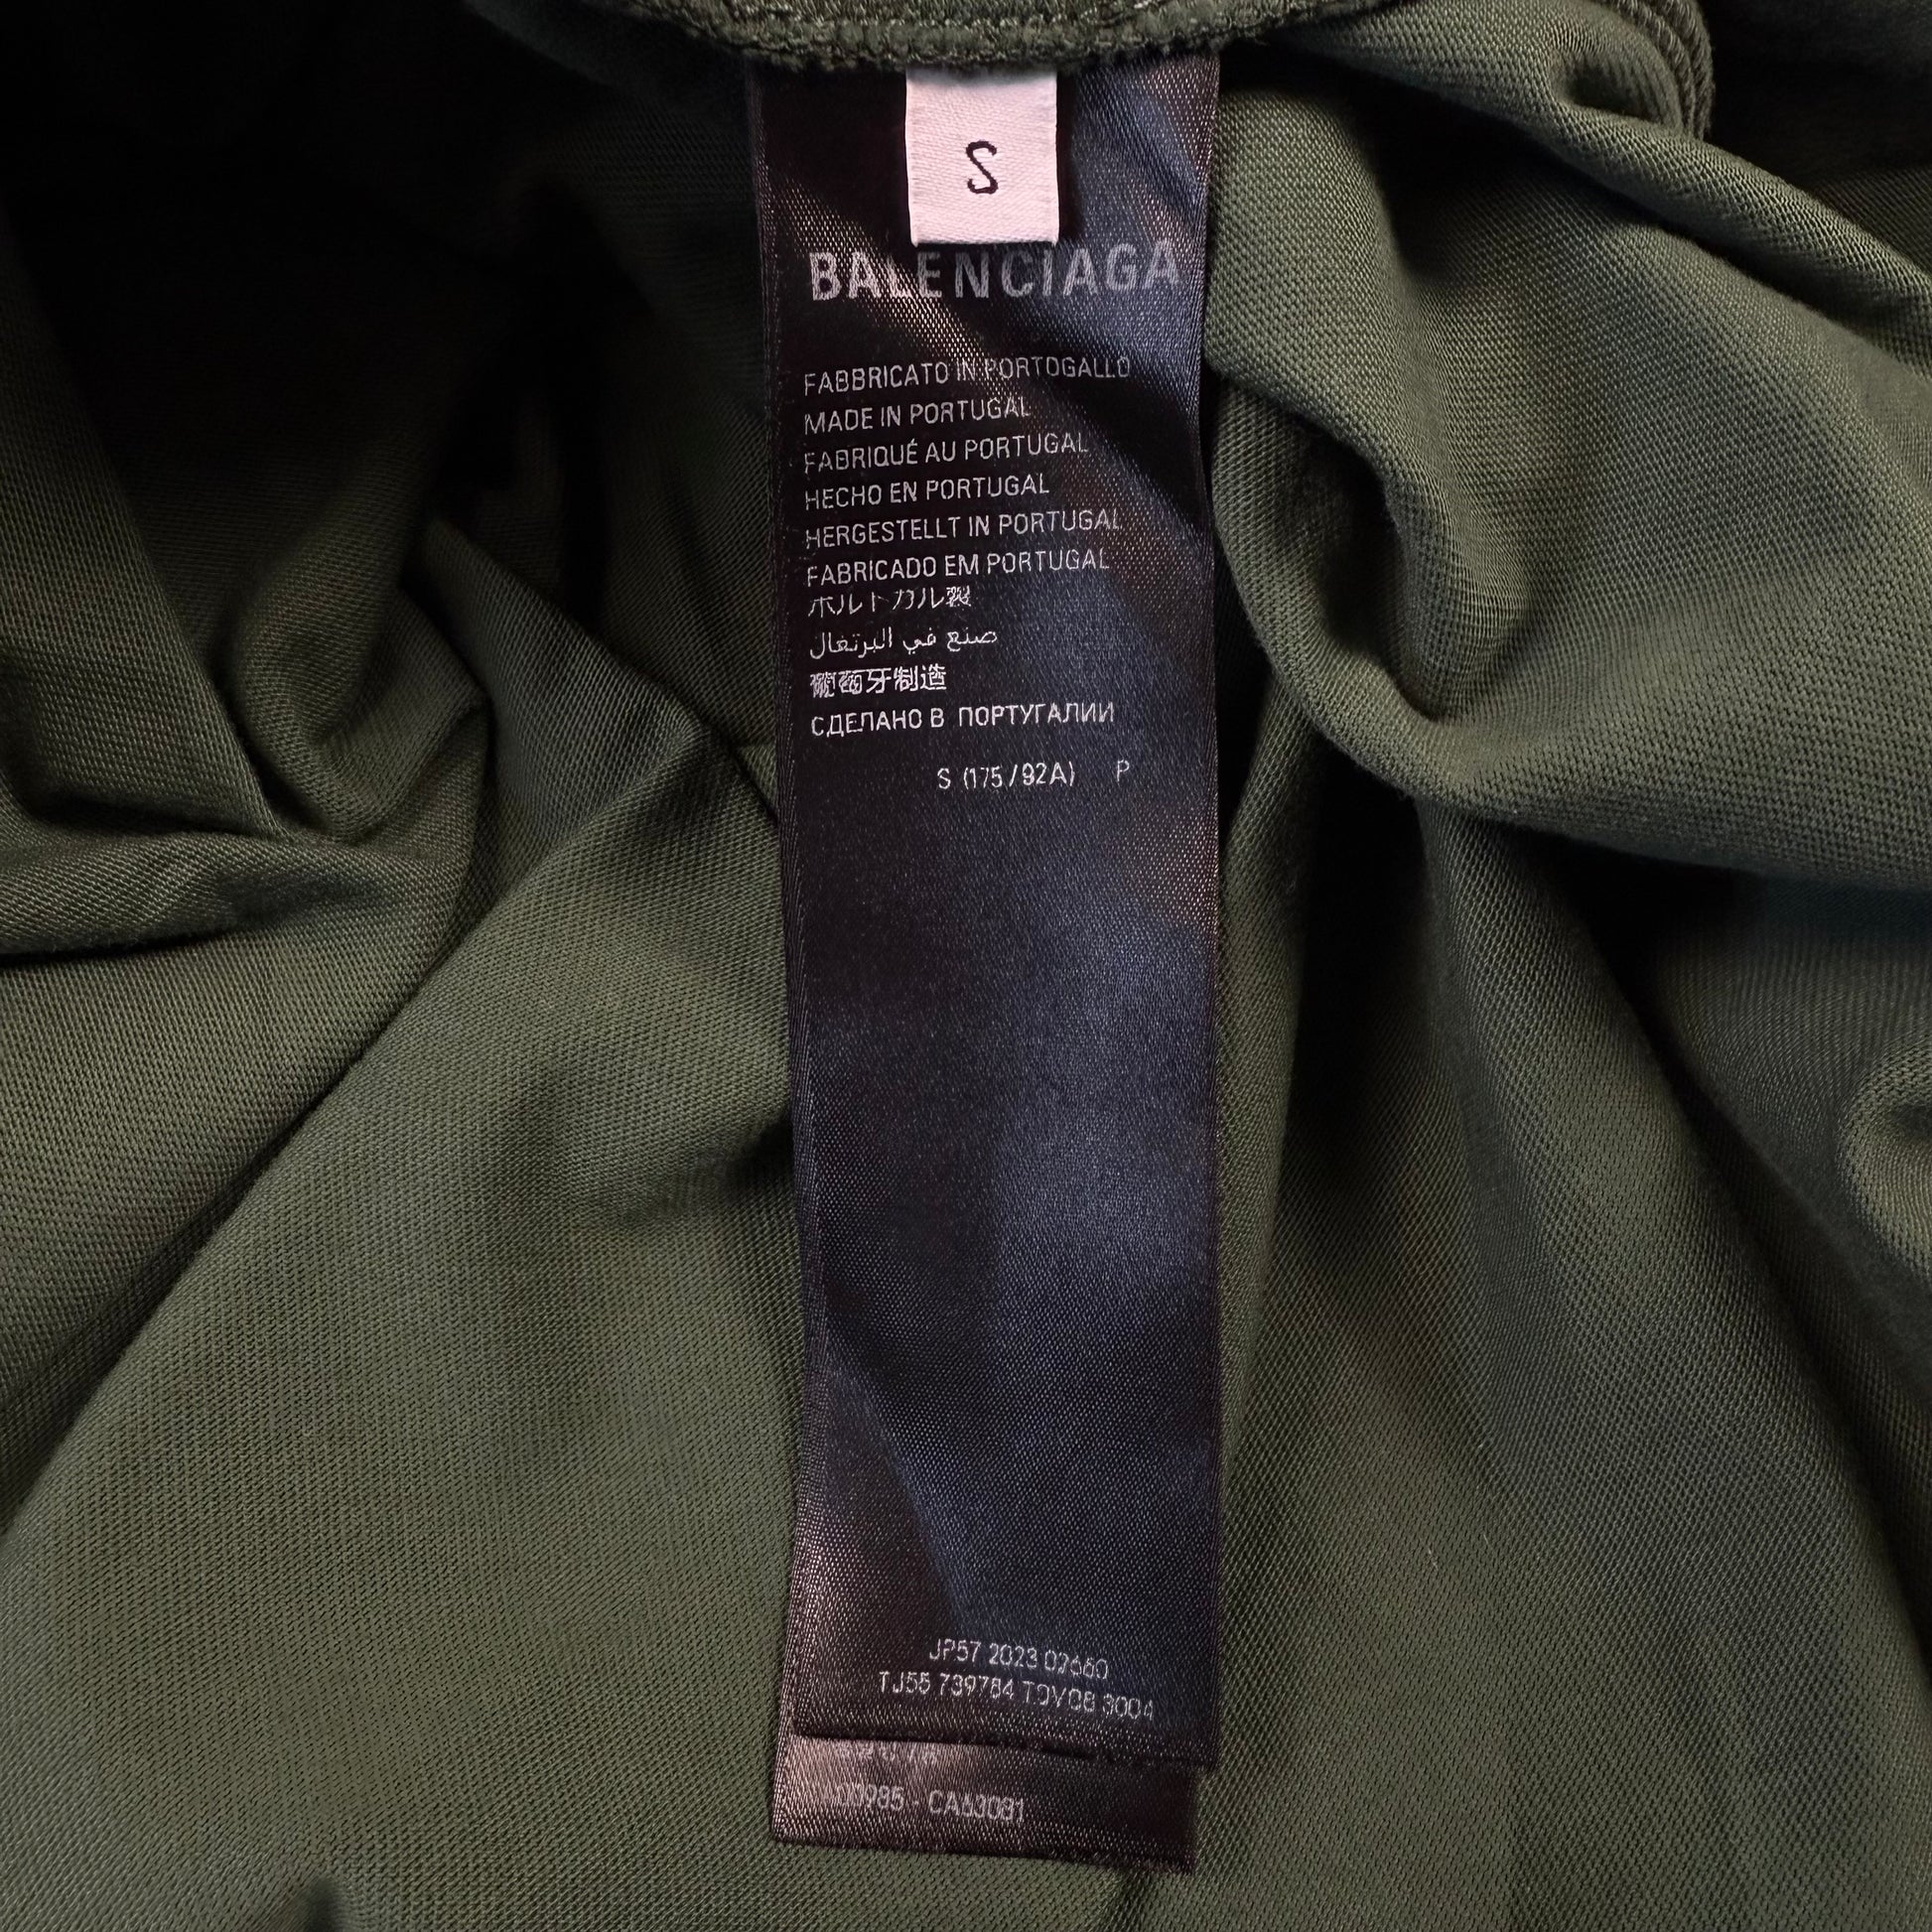 S
BALENCIAGA
FABBRICATO IN PORTOGALLO
MADE IN PORTUGAL
FABRIQUÉ AU PORTUGAL
HECHO EN PORTUGAL
HERGESTELLT IN PORTUGAL
FABRICADO EM PORTUGAL
ポルトガル製
صنع في البرتغال
葡萄牙制造
СДЕЛАНО В ПОРТУГАЛИИ
S (175/92A) P
JP57 2023 02660
TJ55 739784 TOV08 3004
CA63081